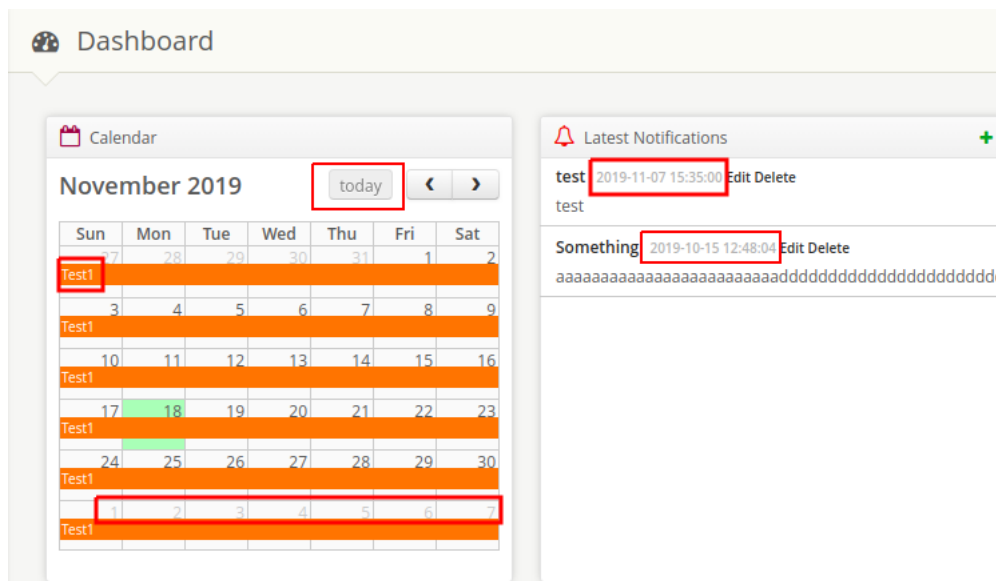 Dashboard
Calendar
November 2019 today
Sun Mon Tue Wed Thu Fri Sat
27 28 29 30 31 1 2
Test1
3 4 5 6 7 8 9
Test1
10 11 12 13 14 15 16
Test1
17 18 19 20 21 22 23
Test1
24 25 26 27 28 29 30
Test1
1 2 3 4 5 6 7
Test1
Latest Notifications
test 2019-11-07 15:35:00 Edit Delete
test
Something 2019-10-15 12:48:04 Edit Delete